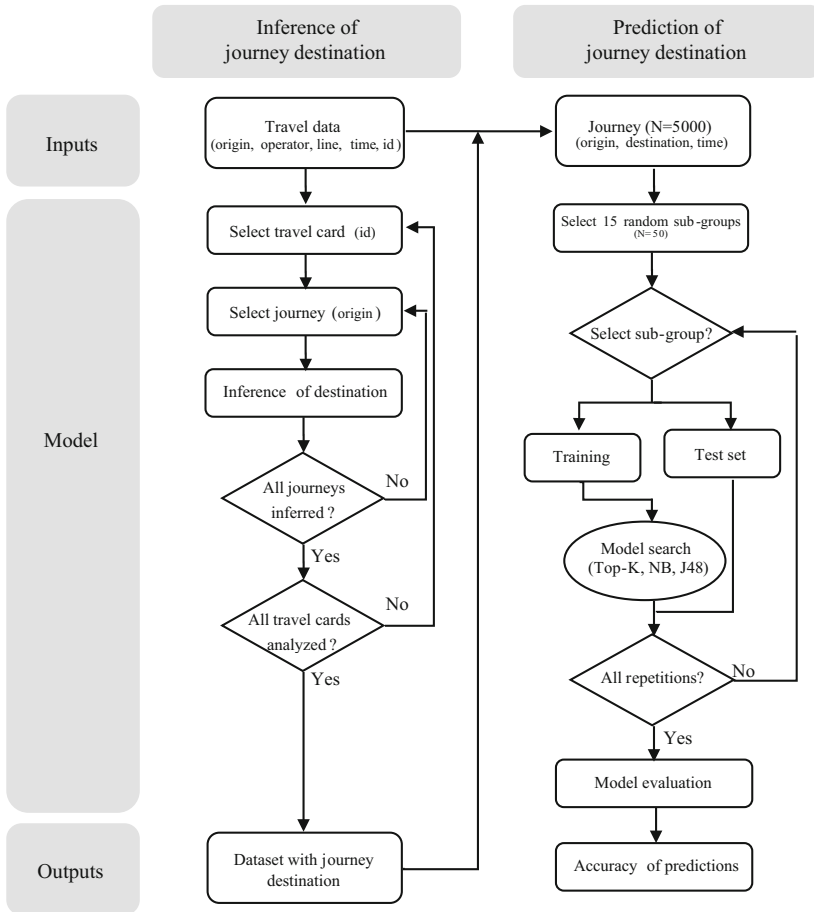 Inference of
journey destination
Prediction of
journey destination
Inputs
Travel data
(origin, operator, line, time, id)
Journey (N=5000)
(origin, destination, time)
Model
Select travel card (id)
Select journey (origin)
Inference of destination
All journeys
inferred ?
No
Yes
All travel cards
analyzed ?
No
Yes
Select 15 random sub-groups
(N=50)
Select sub-group?
Training
Test set
Model search
(Top-K, NB, J48)
All repetitions?
No
Yes
Model evaluation
Outputs
Dataset with journey
destination
Accuracy of predictions